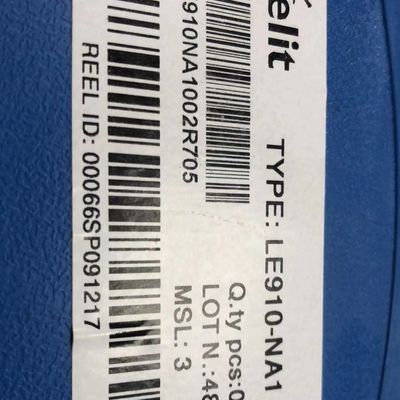 elit
TYPE: LE910-NA1
910NA1002R705
Q.ty pcs:0
LOT N.:48
MSL: 3
REEL ID: 00066SP091217